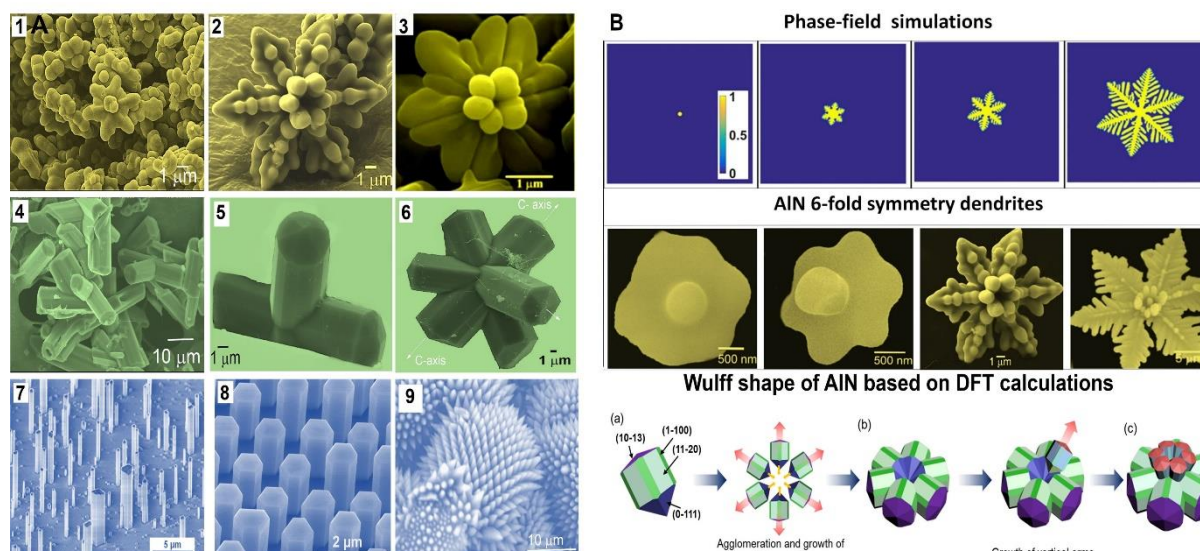 A
1
2
3
1 μm
1 μm
1 μm
4
5
6
C- axis
10 μm
1 μm
C-axis
1 μm
7
8
9
5 μm
2 μm
10 μm
B
Phase-field simulations
1
0.5
0
AlN 6-fold symmetry dendrites
500 nm
500 nm
1 μm
5 μm
Wulff shape of AlN based on DFT calculations
(a)
(b)
(c)
(10-13)
(1-100)
(11-20)
(0-111)
Agglomeration and growth of